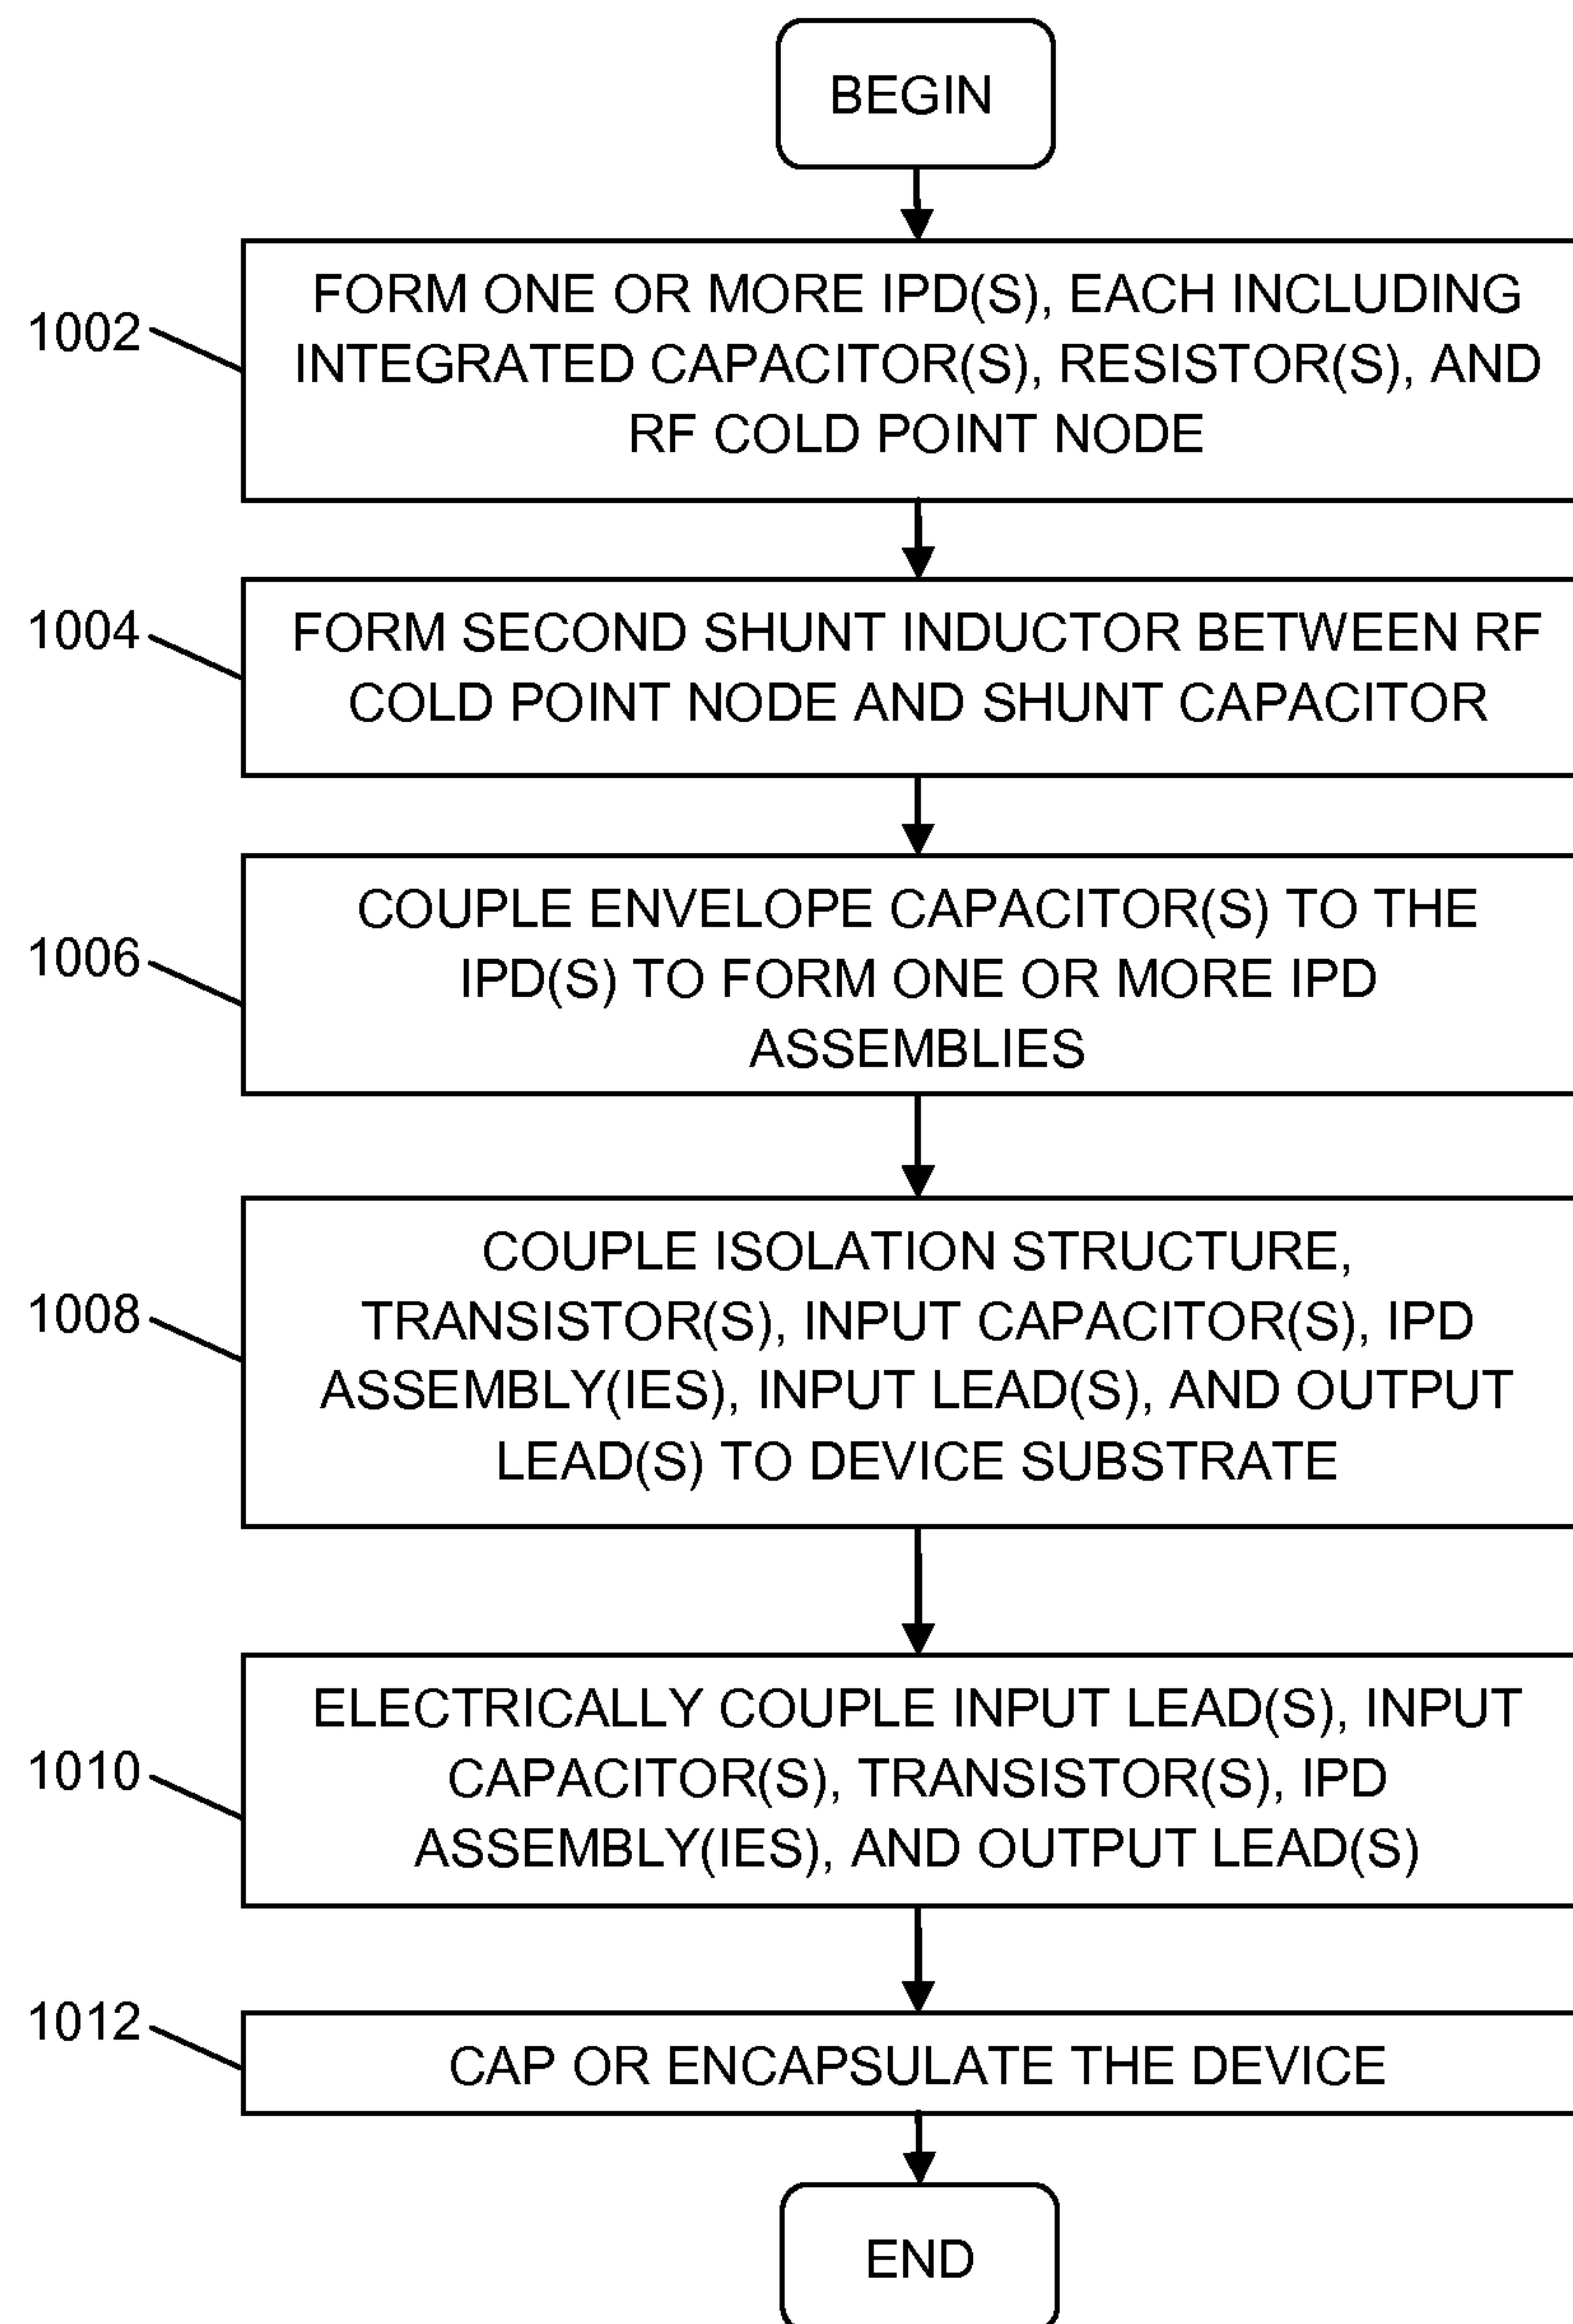 BEGIN
1002
FORM ONE OR MORE IPD(S), EACH INCLUDING
INTEGRATED CAPACITOR(S), RESISTOR(S), AND
RF COLD POINT NODE
1004
FORM SECOND SHUNT INDUCTOR BETWEEN RF
COLD POINT NODE AND SHUNT CAPACITOR
1006
COUPLE ENVELOPE CAPACITOR(S) TO THE
IPD(S) TO FORM ONE OR MORE IPD
ASSEMBLIES
1008
COUPLE ISOLATION STRUCTURE,
TRANSISTOR(S), INPUT CAPACITOR(S), IPD
ASSEMBLY(IES), INPUT LEAD(S), AND OUTPUT
LEAD(S) TO DEVICE SUBSTRATE
1010
ELECTRICALLY COUPLE INPUT LEAD(S), INPUT
CAPACITOR(S), TRANSISTOR(S), IPD
ASSEMBLY(IES), AND OUTPUT LEAD(S)
1012
CAP OR ENCAPSULATE THE DEVICE
END